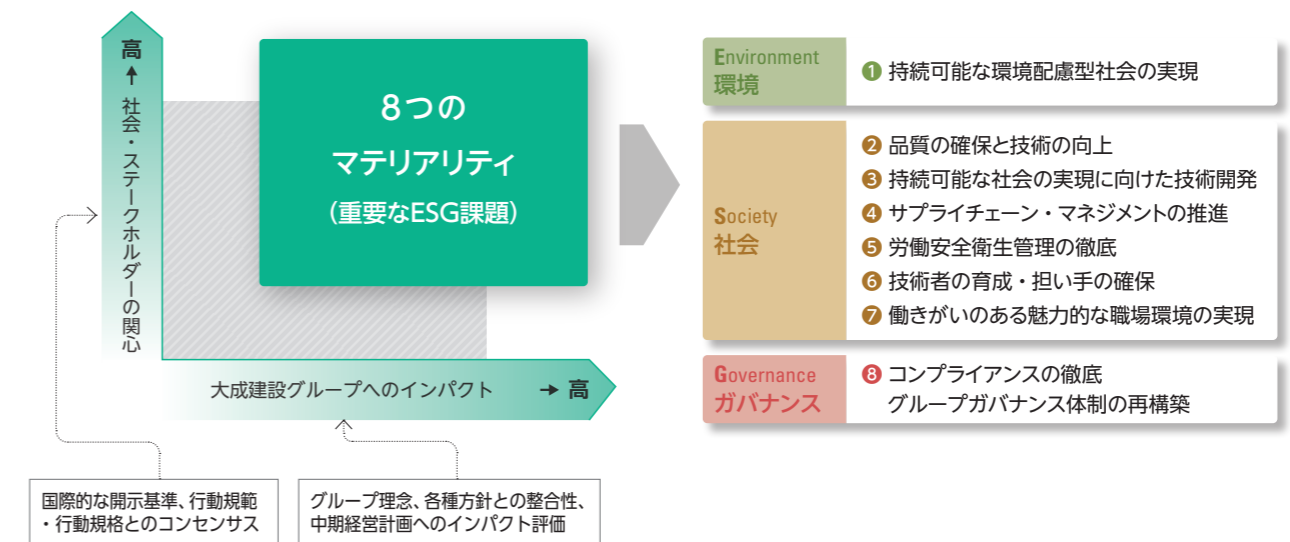 高
↑
社会・ステークホルダーの関心
8つの
マテリアリティ
(重要なESG課題)
大成建設グループへのインパクト → 高
国際的な開示基準、行動規範
・行動規格とのコンセンサス
グループ理念、各種方針との整合性、
中期経営計画へのインパクト評価
Environment
環境
❶ 持続可能な環境配慮型社会の実現
Society
社会
❷ 品質の確保と技術の向上
❸ 持続可能な社会の実現に向けた技術開発
❹ サプライチェーン・マネジメントの推進
❺ 労働安全衛生管理の徹底
❻ 技術者の育成・担い手の確保
❼ 働きがいのある魅力的な職場環境の実現
Governance
ガバナンス
❽ コンプライアンスの徹底
グループガバナンス体制の再構築